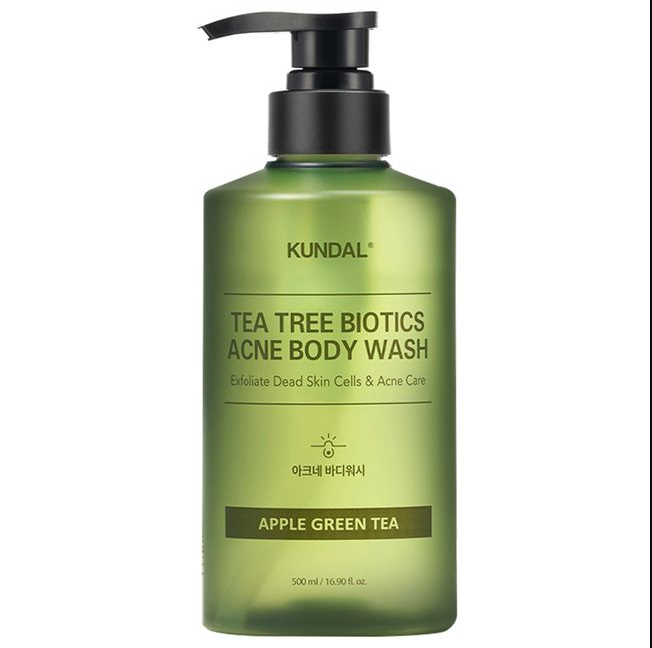 KUNDAL®
TEA TREE BIOTICS
ACNE BODY WASH
Exfoliate Dead Skin Cells & Acne Care
아크네 바디워시
APPLE GREEN TEA
500 ml / 16.90 fl. oz.